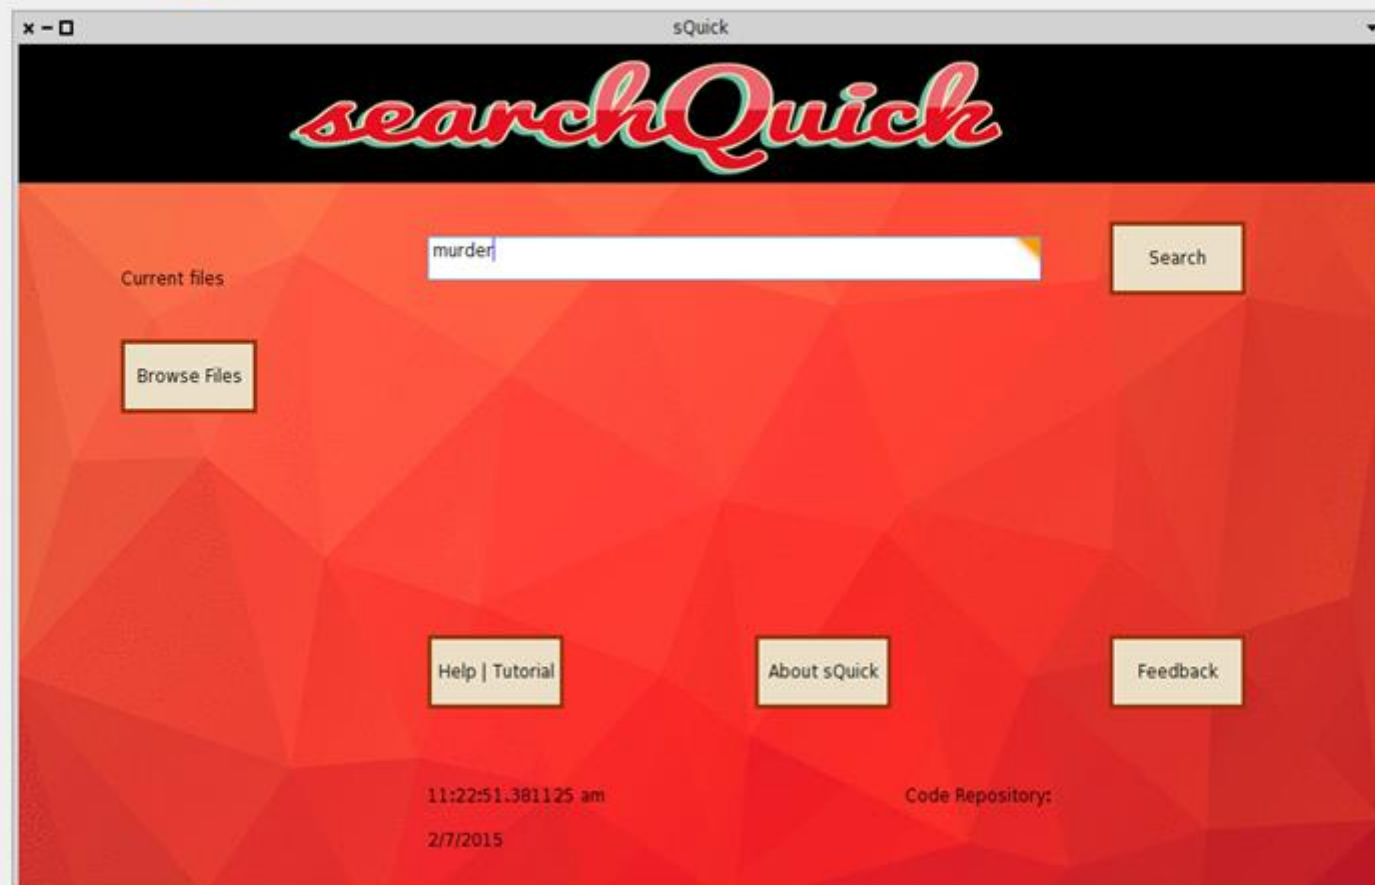 sQuick
searchQuick
murder
Search
Current files
Browse Files
Help | Tutorial
About sQuick
Feedback
11:22:51.381125 am
Code Repository:
2/7/2015